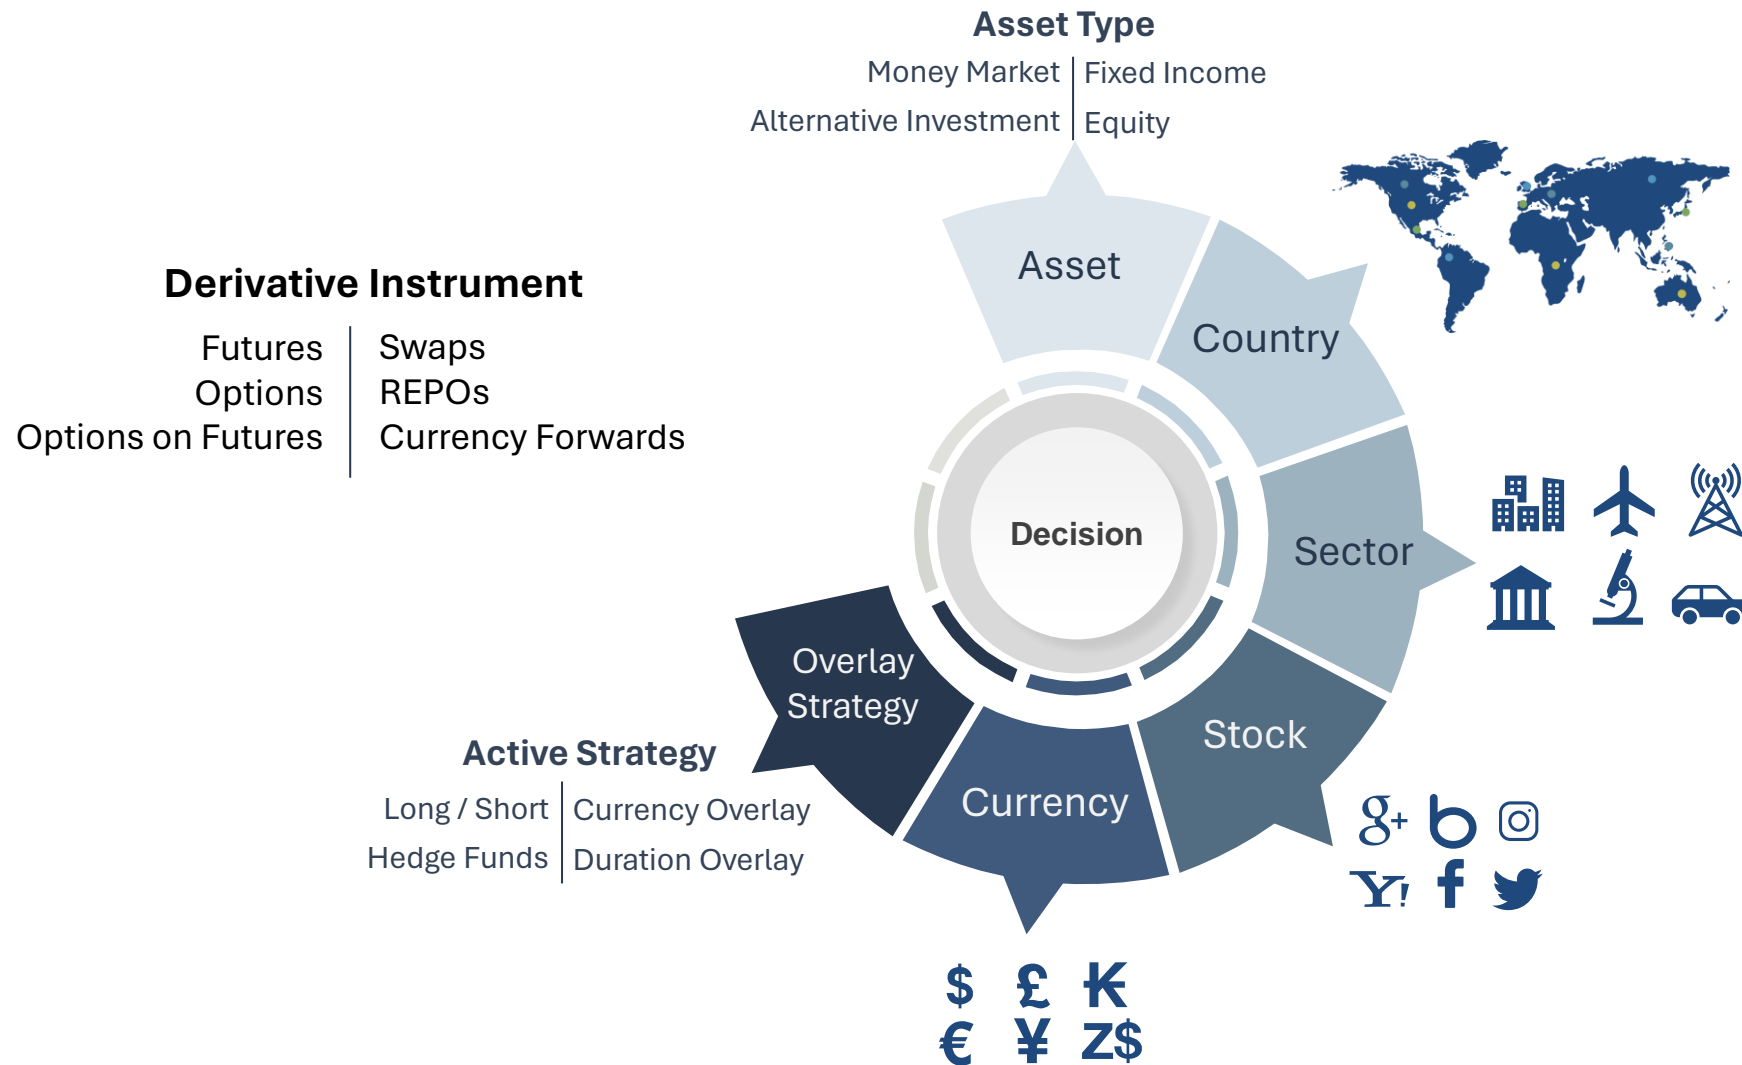 Asset Type
Money Market
Fixed Income
Alternative Investment
Equity
Asset
Country
Derivative Instrument
Futures
Swaps
Options
REPOs
Options on Futures
Currency Forwards
Decision
Sector
Overlay
Strategy
Stock
Currency
Active Strategy
Long / Short
Currency Overlay
Hedge Funds
Duration Overlay
g+
b
Y!
f
$ £ ₭
€ ¥ Z$